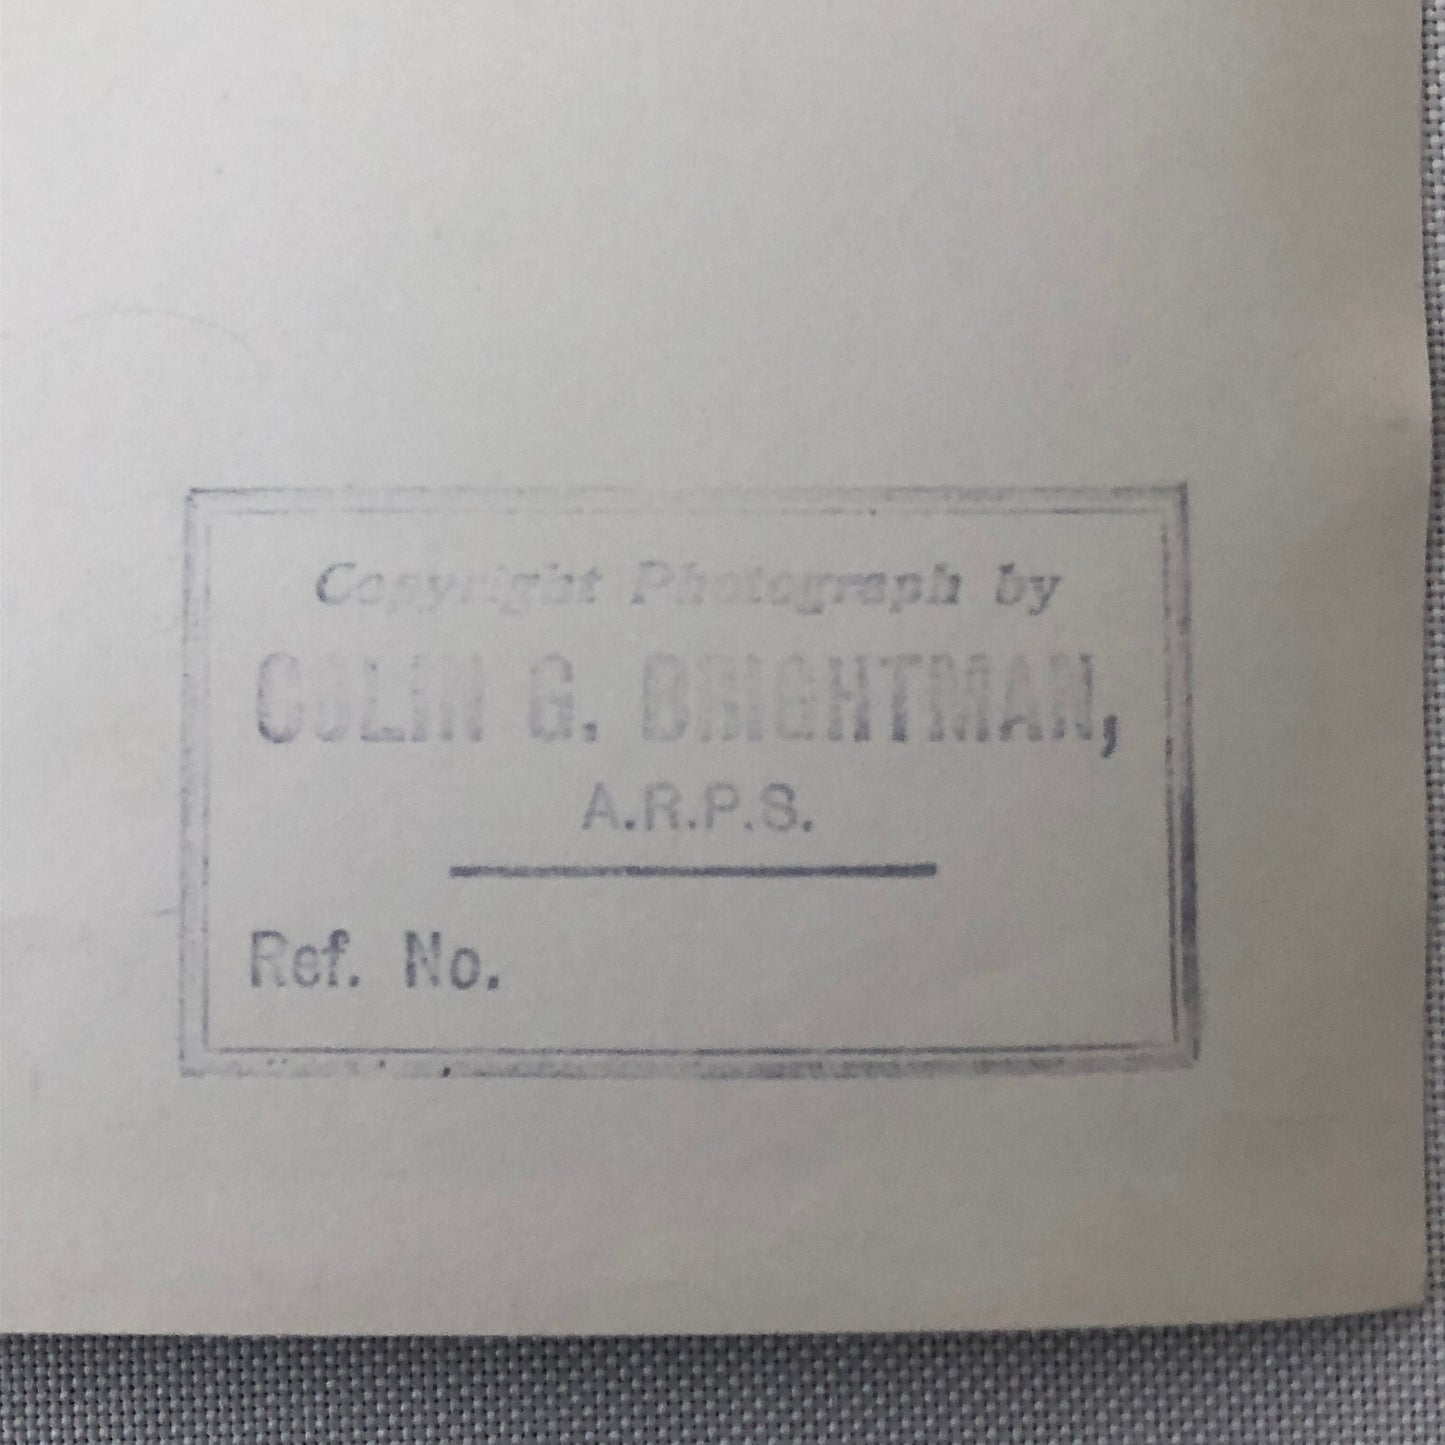 Copyright Photograph by
COLIN G. BRIGHTMAN,
A.R.P.S.
Ref. No.